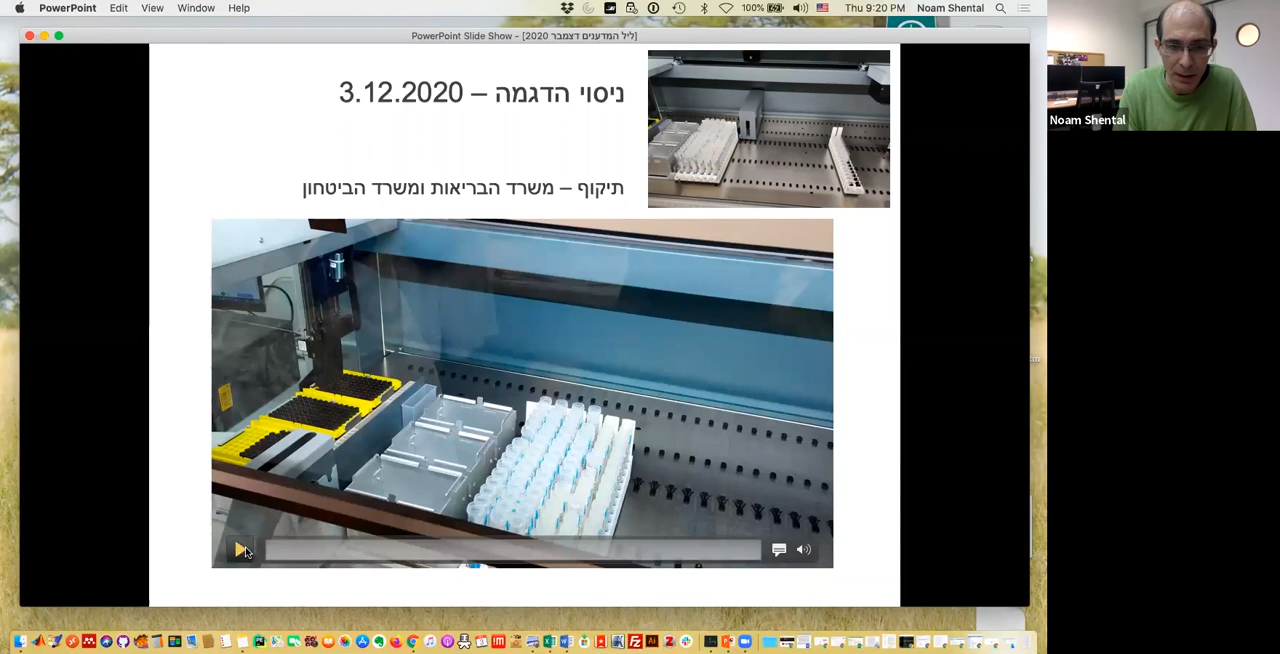 PowerPoint File Edit View Window Help
100%
Thu 9:20 PM Noam Shental
PowerPoint Slide Show - [ליל המדענים דצמבר 2020]
ניסוי הדגמה – 3.12.2020
תיקוף – משרד הבריאות ומשרד הביטחון
Noam Shental